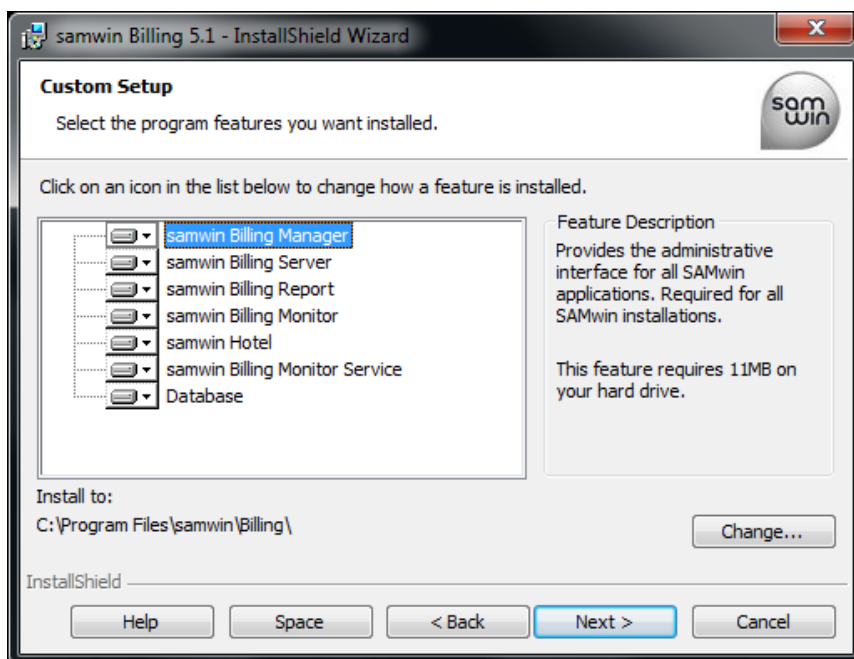 samwin Billing 5.1 - InstallShield Wizard
Custom Setup
Select the program features you want installed.
sam
win
Click on an icon in the list below to change how a feature is installed.
samwin Billing Manager
samwin Billing Server
samwin Billing Report
samwin Billing Monitor
samwin Hotel
samwin Billing Monitor Service
Database
Feature Description
Provides the administrative
interface for all SAMwin
applications. Required for all
SAMwin installations.
This feature requires 11MB on
your hard drive.
Install to:
C:\Program Files\samwin\Billing\
Change...
InstallShield
Help
Space
< Back
Next >
Cancel